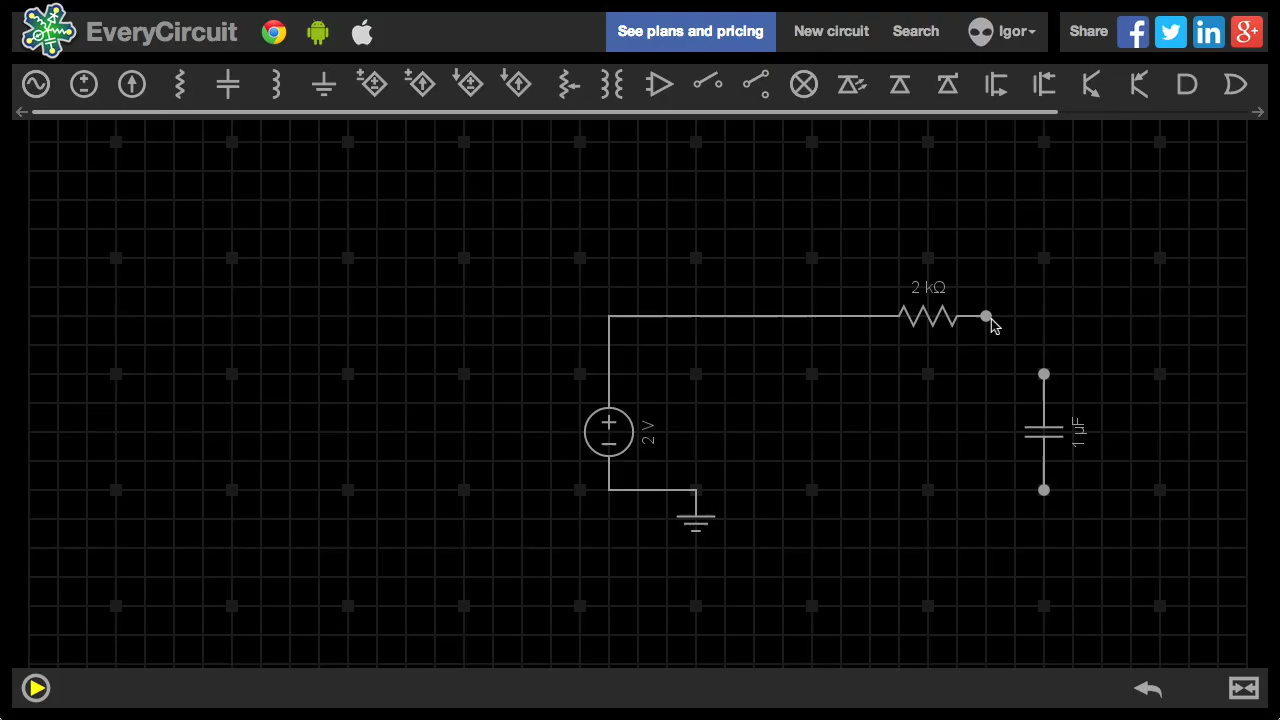 EveryCircuit
See plans and pricing
New circuit
Search
Igor
Share
2 kΩ
2 V
1 µF